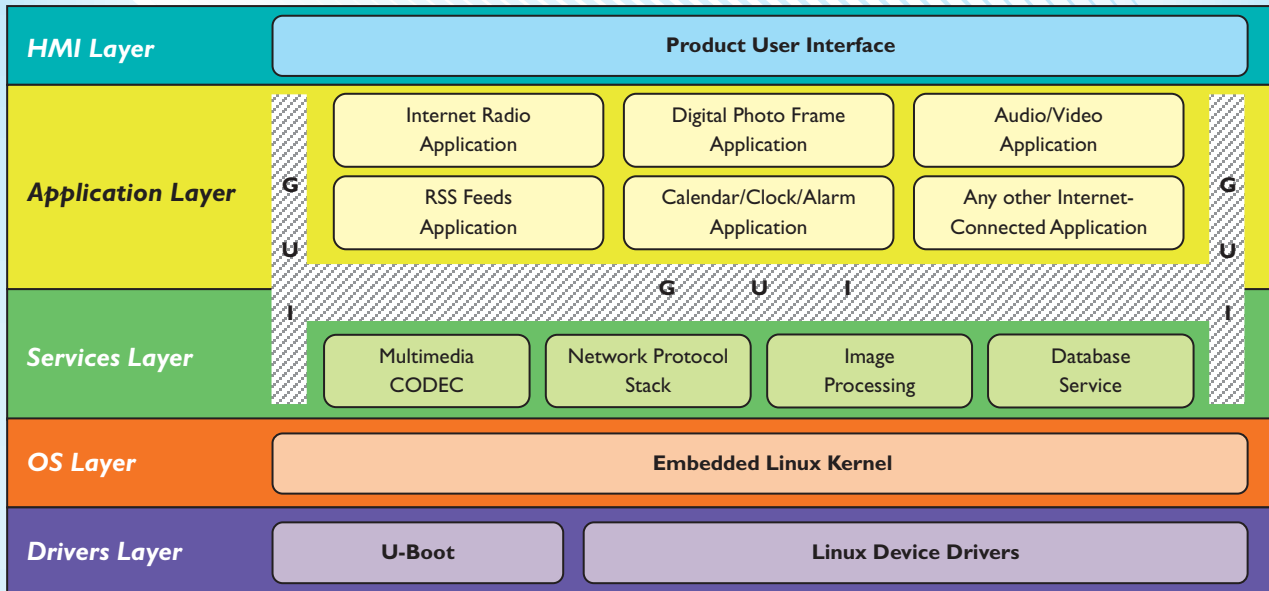 HMI Layer
Product User Interface
Application Layer
Internet Radio
Application
Digital Photo Frame
Application
Audio/Video
Application
RSS Feeds
Application
Calendar/Clock/Alarm
Application
Any other Internet-
Connected Application
G
U
I
G U I
G
U
I
Services Layer
Multimedia
CODEC
Network Protocol
Stack
Image
Processing
Database
Service
OS Layer
Embedded Linux Kernel
Drivers Layer
U-Boot
Linux Device Drivers